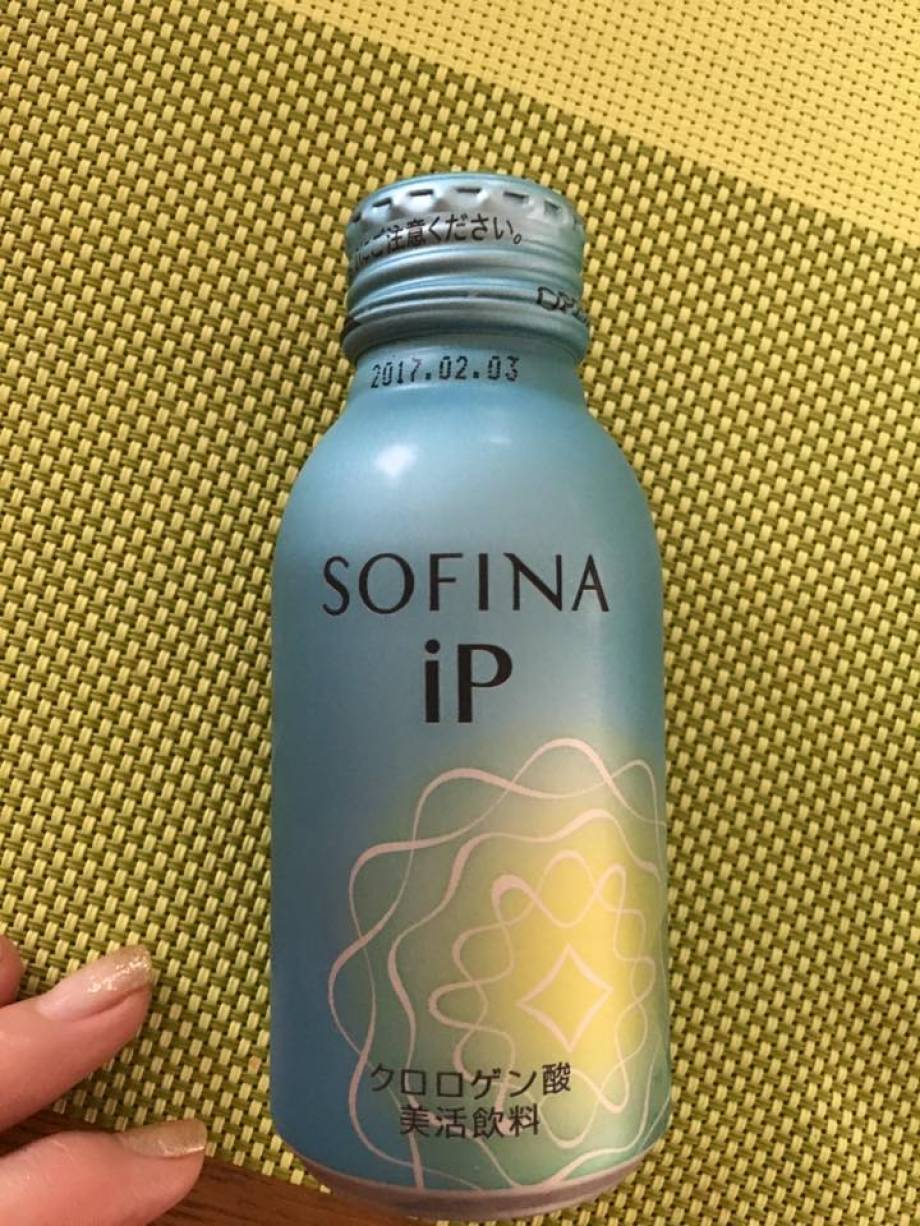 にご注意ください。
2017.02.03
SOFINA
iP
クロロゲン酸
美活飲料